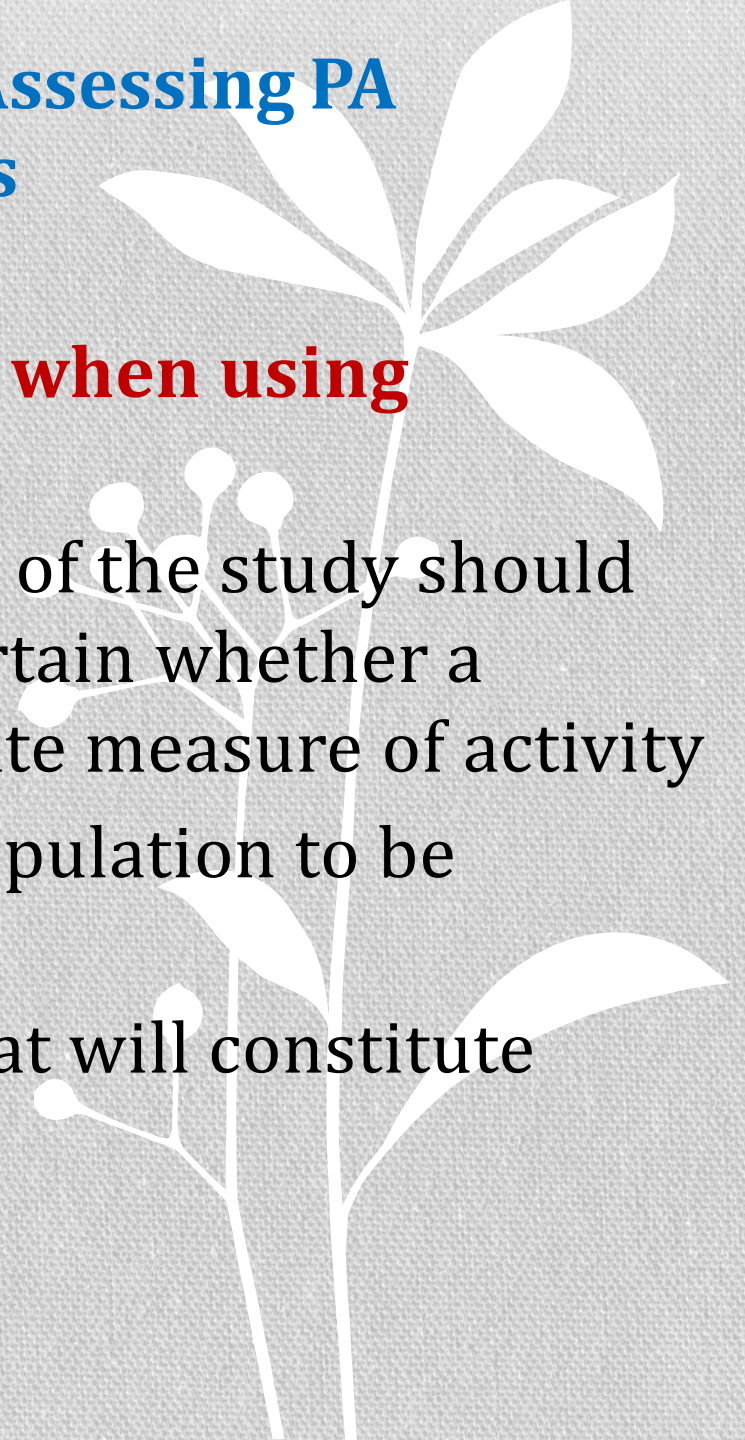 Assessing PA
s
when using
of the study should
rtain whether a
te measure of activity
pulation to be
at will constitute